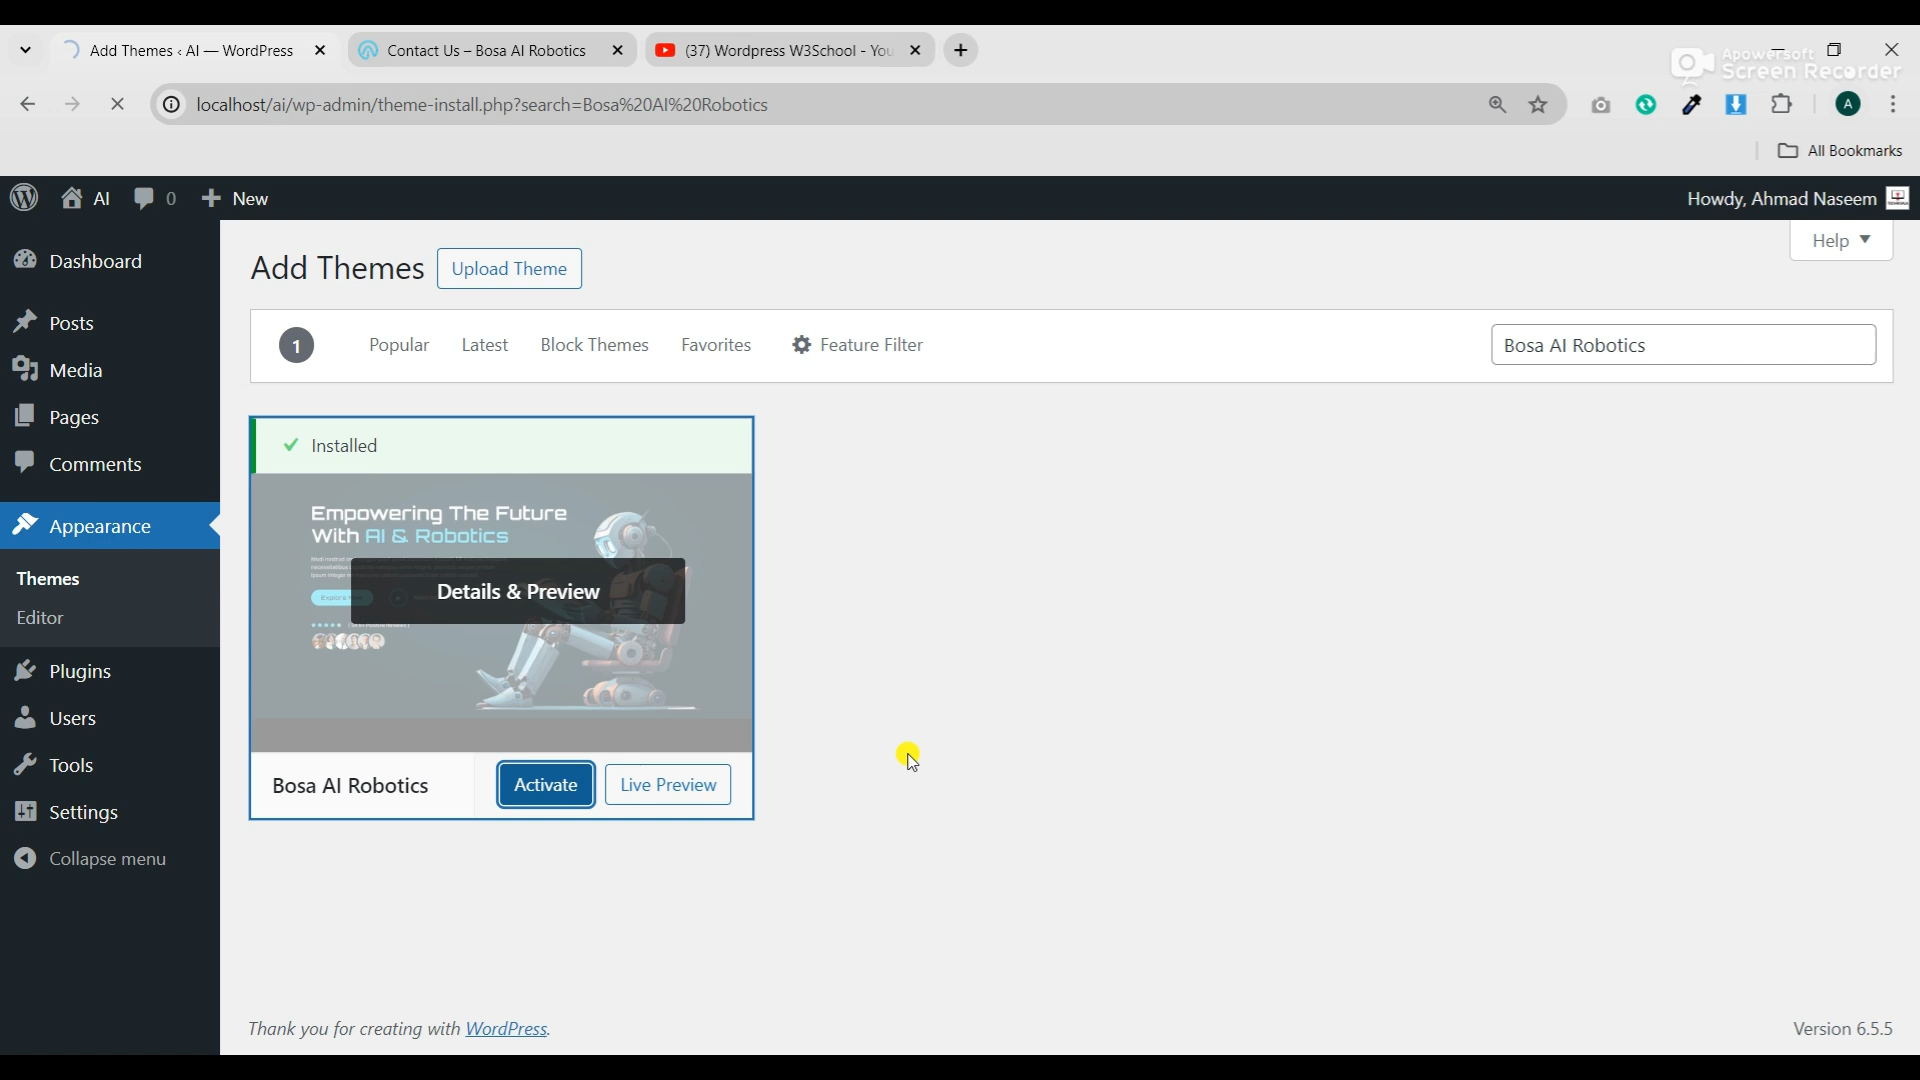 Add Themes ‹ AI — WordPress
Contact Us – Bosa AI Robotics
(37) Wordpress W3School - You
Apowersoft
Screen Recorder
localhost/ai/wp-admin/theme-install.php?search=Bosa%20AI%20Robotics
A
All Bookmarks
AI
0
New
Howdy, Ahmad Naseem
Help
Dashboard
Posts
Media
Pages
Comments
Appearance
Themes
Editor
Plugins
Users
Tools
Settings
Collapse menu
Add Themes
Upload Theme
1
Popular
Latest
Block Themes
Favorites
Feature Filter
Bosa AI Robotics
Installed
Empowering The Future
With AI & Robotics
Details & Preview
Bosa AI Robotics
Activate
Live Preview
Thank you for creating with WordPress.
Version 6.5.5